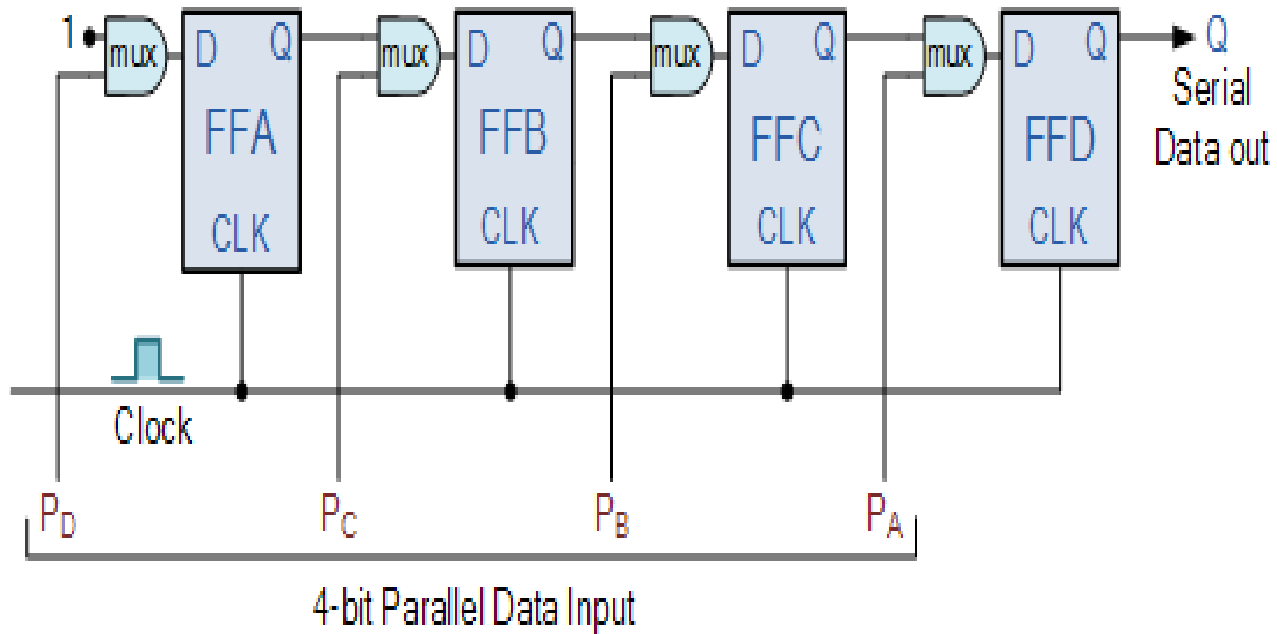 1
mux
D
Q
FFA
CLK
mux
D
Q
FFB
CLK
mux
D
Q
FFC
CLK
mux
D
Q
FFD
CLK
Q
Serial
Data out
Clock
PD
PC
PB
PA
4-bit Parallel Data Input